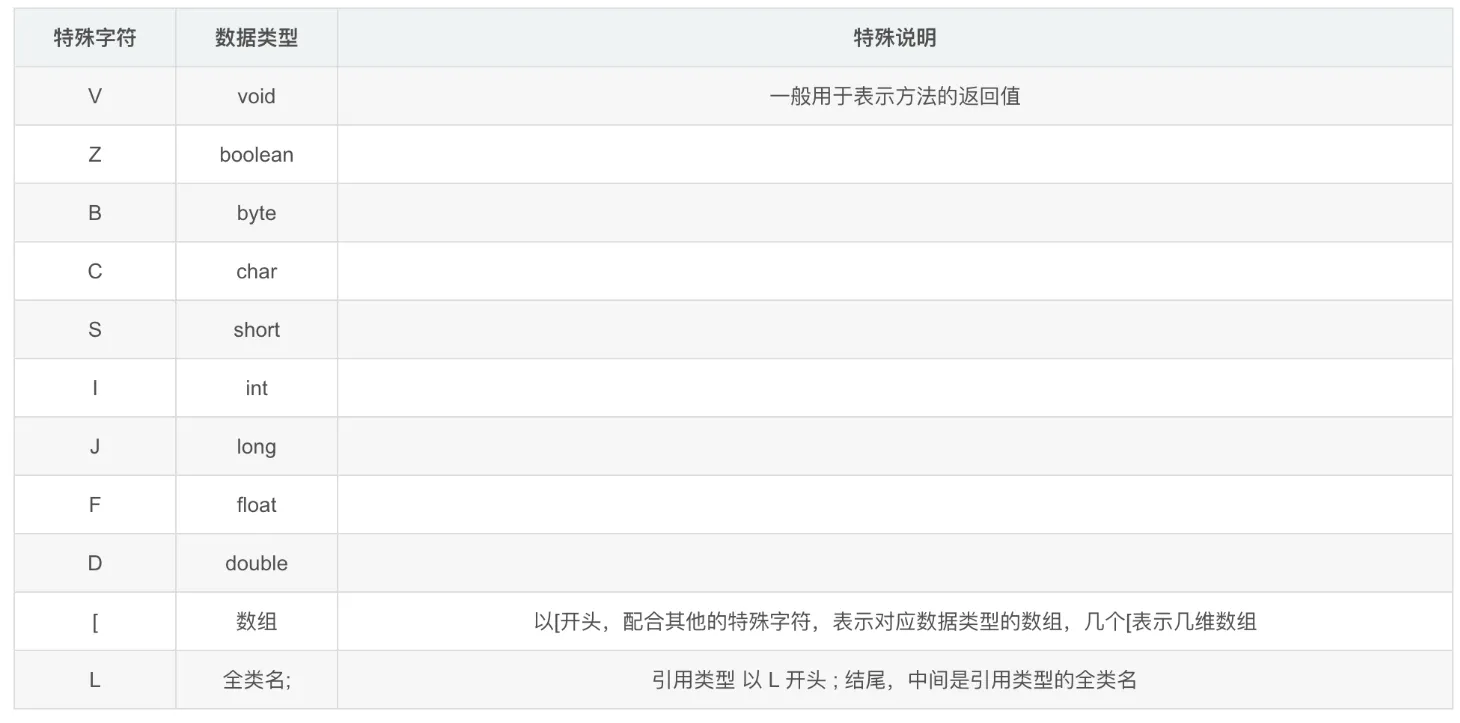 特殊字符 数据类型 特殊说明
V void 一般用于表示方法的返回值
Z boolean
B byte
C char
S short
I int
J long
F float
D double
[ 数组 以[开头，配合其他的特殊字符，表示对应数据类型的数组，几个[表示几维数组
L 全类名; 引用类型 以 L 开头 ; 结尾，中间是引用类型的全类名